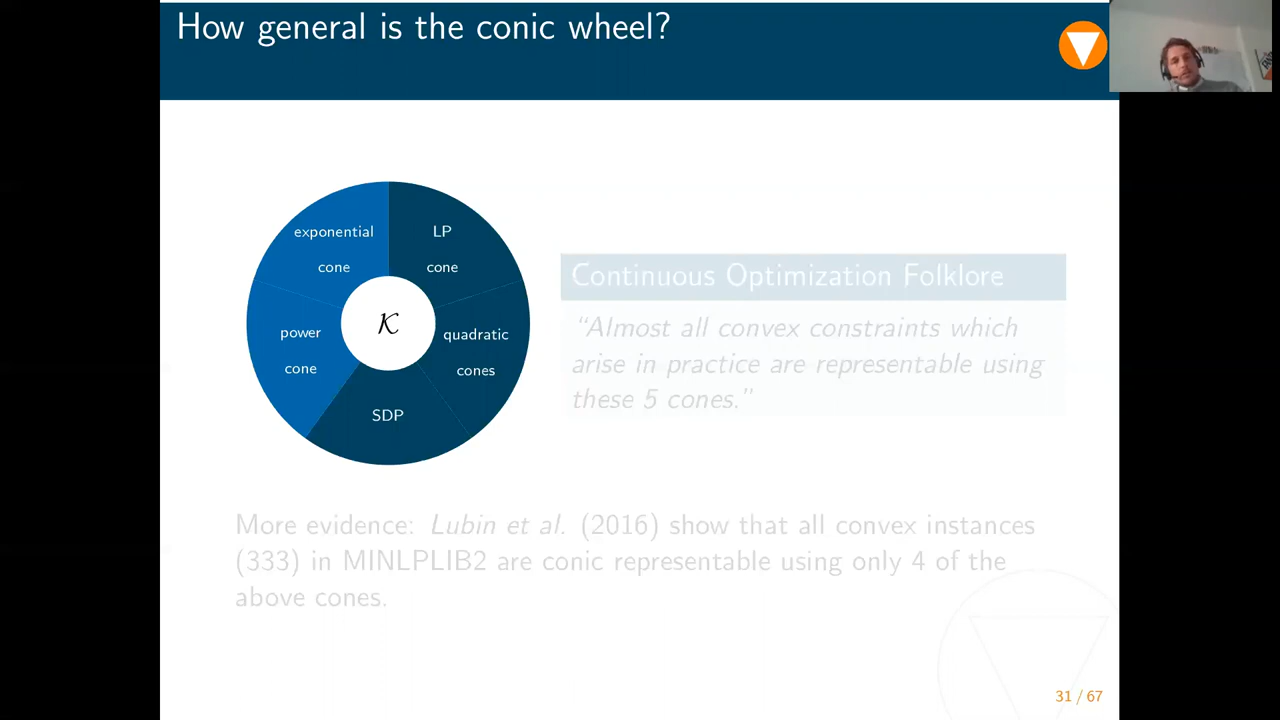 How general is the conic wheel?
exponential
cone
LP
cone
power
cone
K
quadratic
cones
SDP
Continuous Optimization Folklore
“Almost all convex constraints which
arise in practice are representable using
these 5 cones.”
More evidence: Lubin et al. (2016) show that all convex instances
(333) in MINLPLIB2 are conic representable using only 4 of the
above cones.
31 / 67